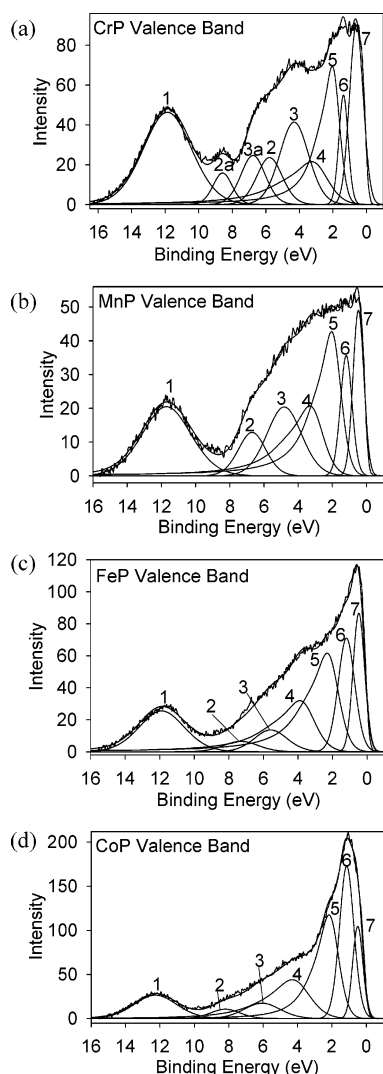 (a)
CrP Valence Band
80
60
40
20
0
Intensity
1
2a
3a
2
3
4
5
6
7
16 14 12 10 8 6 4 2 0
Binding Energy (eV)
(b)
MnP Valence Band
50
40
30
20
10
0
Intensity
1
2
3
4
5
6
7
16 14 12 10 8 6 4 2 0
Binding Energy (eV)
(c)
FeP Valence Band
120
100
80
60
40
20
0
Intensity
1
2
3
4
5
6
7
16 14 12 10 8 6 4 2 0
Binding Energy (eV)
(d)
CoP Valence Band
200
150
100
50
0
Intensity
1
2
3
4
5
6
7
16 14 12 10 8 6 4 2 0
Binding Energy (eV)